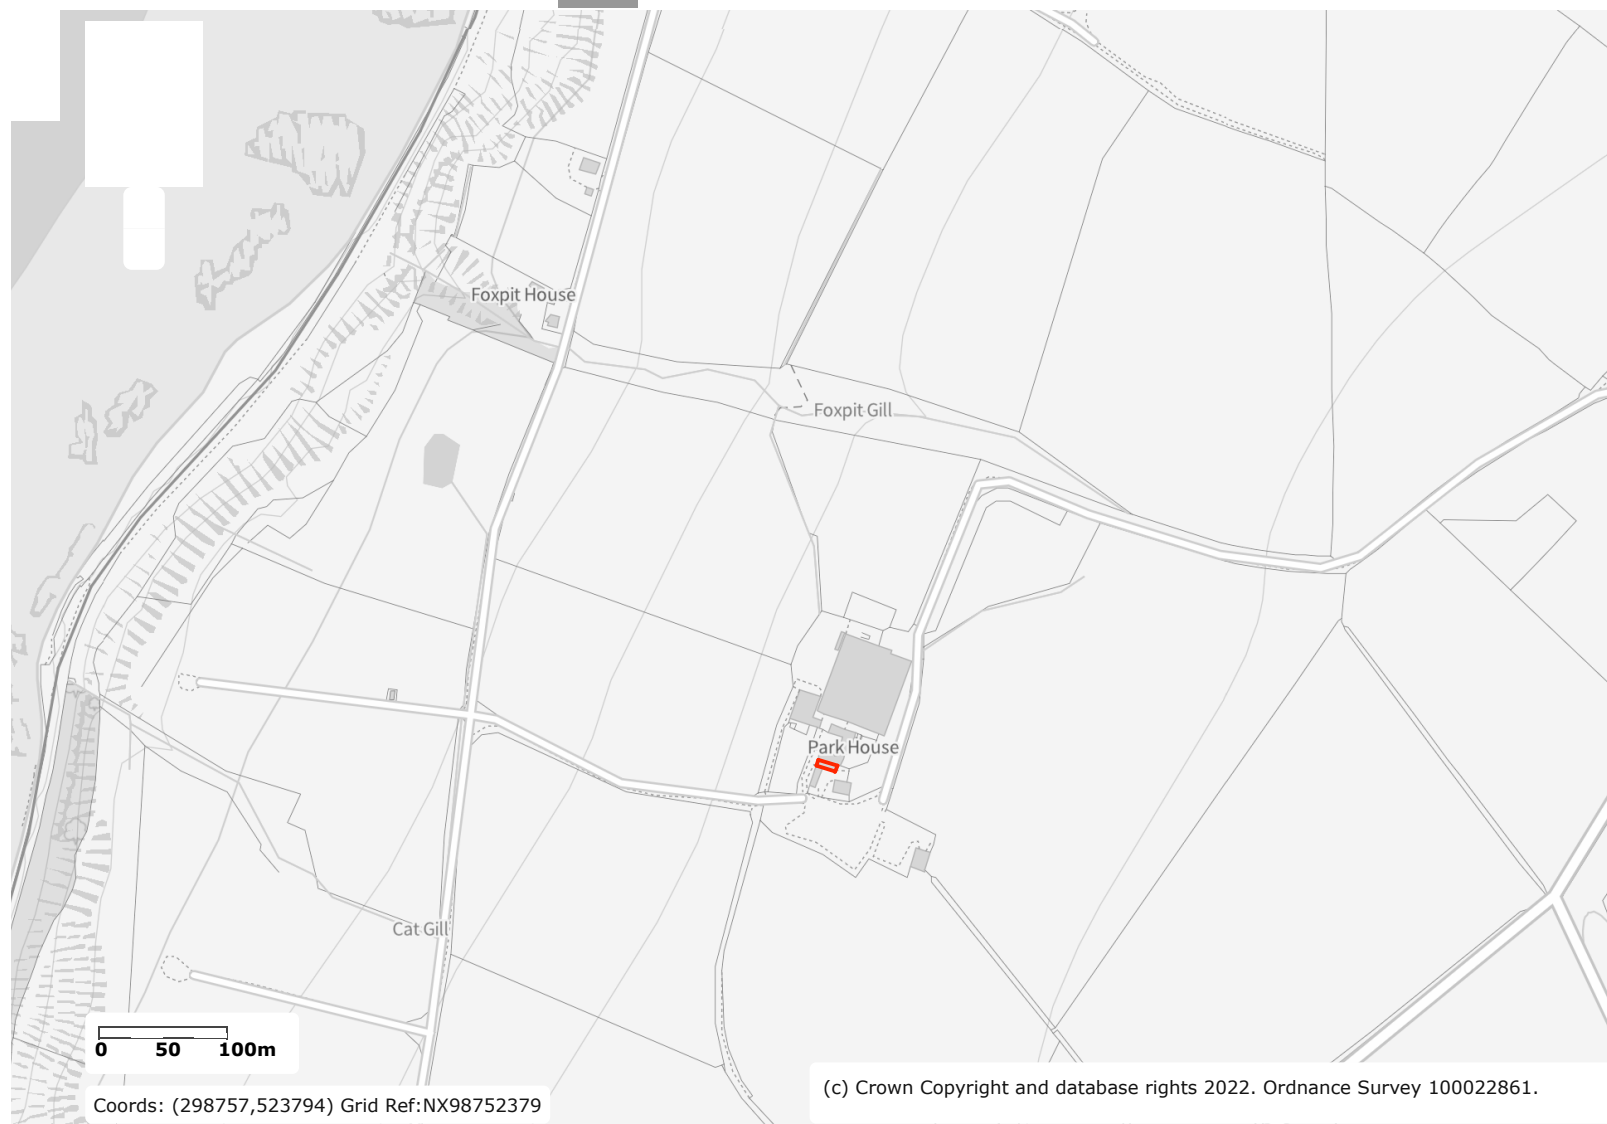 Foxpit House
Foxpit Gill
Park House
Cat Gill
0 50 100m
Coords: (298757,523794) Grid Ref:NX98752379
(c) Crown Copyright and database rights 2022. Ordnance Survey 100022861.